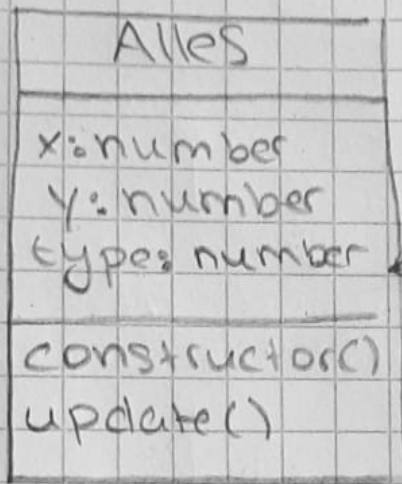 Alles
x: number
y: number
type: number
constructor()
update()